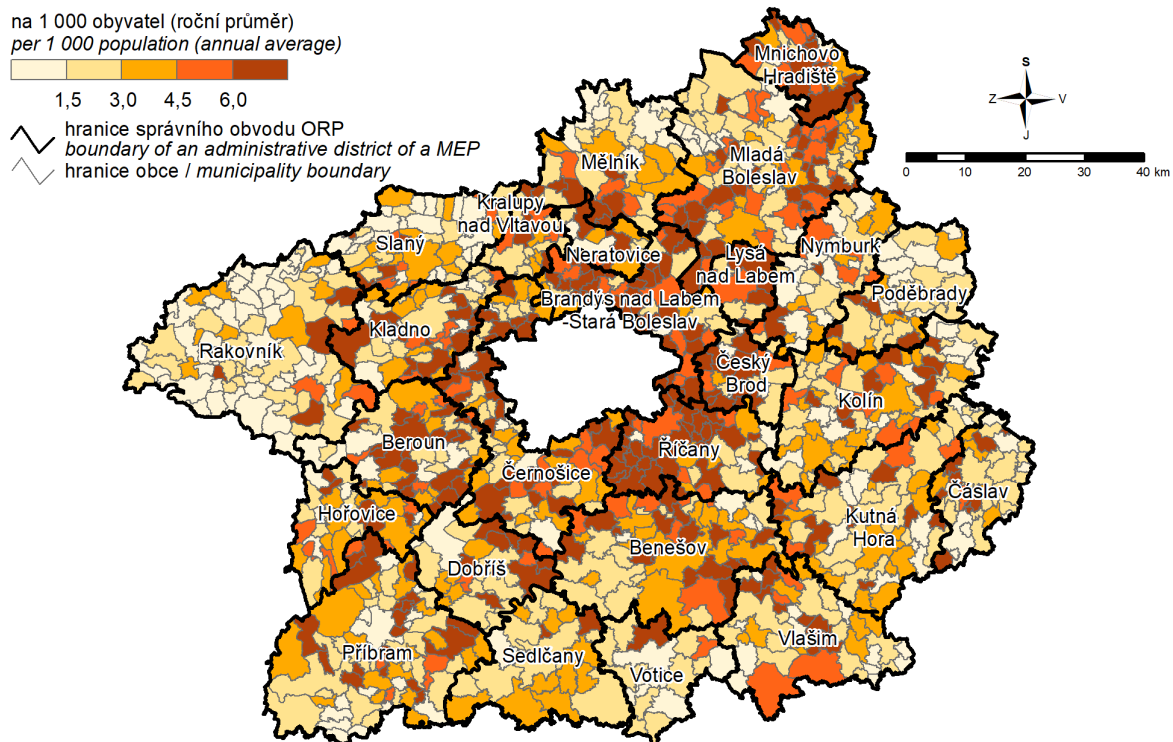 na 1 000 obyvatel (roční průměr)
per 1 000 population (annual average)
1,5 3,0 4,5 6,0
hranice správního obvodu ORP
boundary of an administrative district of a MEP
hranice obce / municipality boundary
S
Z V
J
0 10 20 30 40 km
Mnichovo
Hradiště
Mělník
Mladá
Boleslav
Kralupy
nad Vltavou
Slaný
Neratovice
Lysá
nad Labem
Nymburk
Poděbrady
Brandýs nad Labem
-Stará Boleslav
Kladno
Rakovník
Český
Brod
Kolín
Beroun
Černošice
Říčany
Čáslav
Hořovice
Kutná
Hora
Benešov
Dobříš
Vlašim
Příbram
Sedlčany
Votice